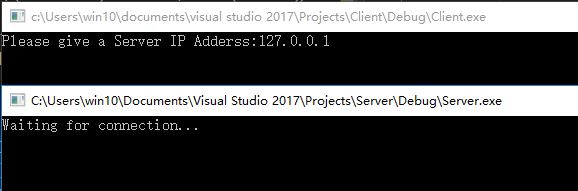 c:\users\win10\documents\visual studio 2017\Projects\Client\Debug\Client.exe
Please give a Server IP Adderss:127.0.0.1
C:\Users\win10\Documents\Visual Studio 2017\Projects\Server\Debug\Server.exe
Waiting for connection...